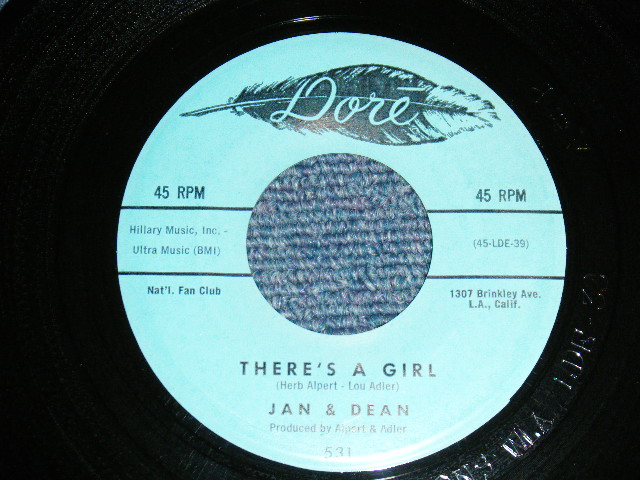 Doré
45 RPM
45 RPM
Hillary Music, Inc. -
Ultra Music (BMI)
(45-LDE-39)
Nat'l. Fan Club
1307 Brinkley Ave.
L.A., Calif.
THERE'S A GIRL
(Herb Alpert - Lou Adler)
JAN & DEAN
Produced by Alpert & Adler
531